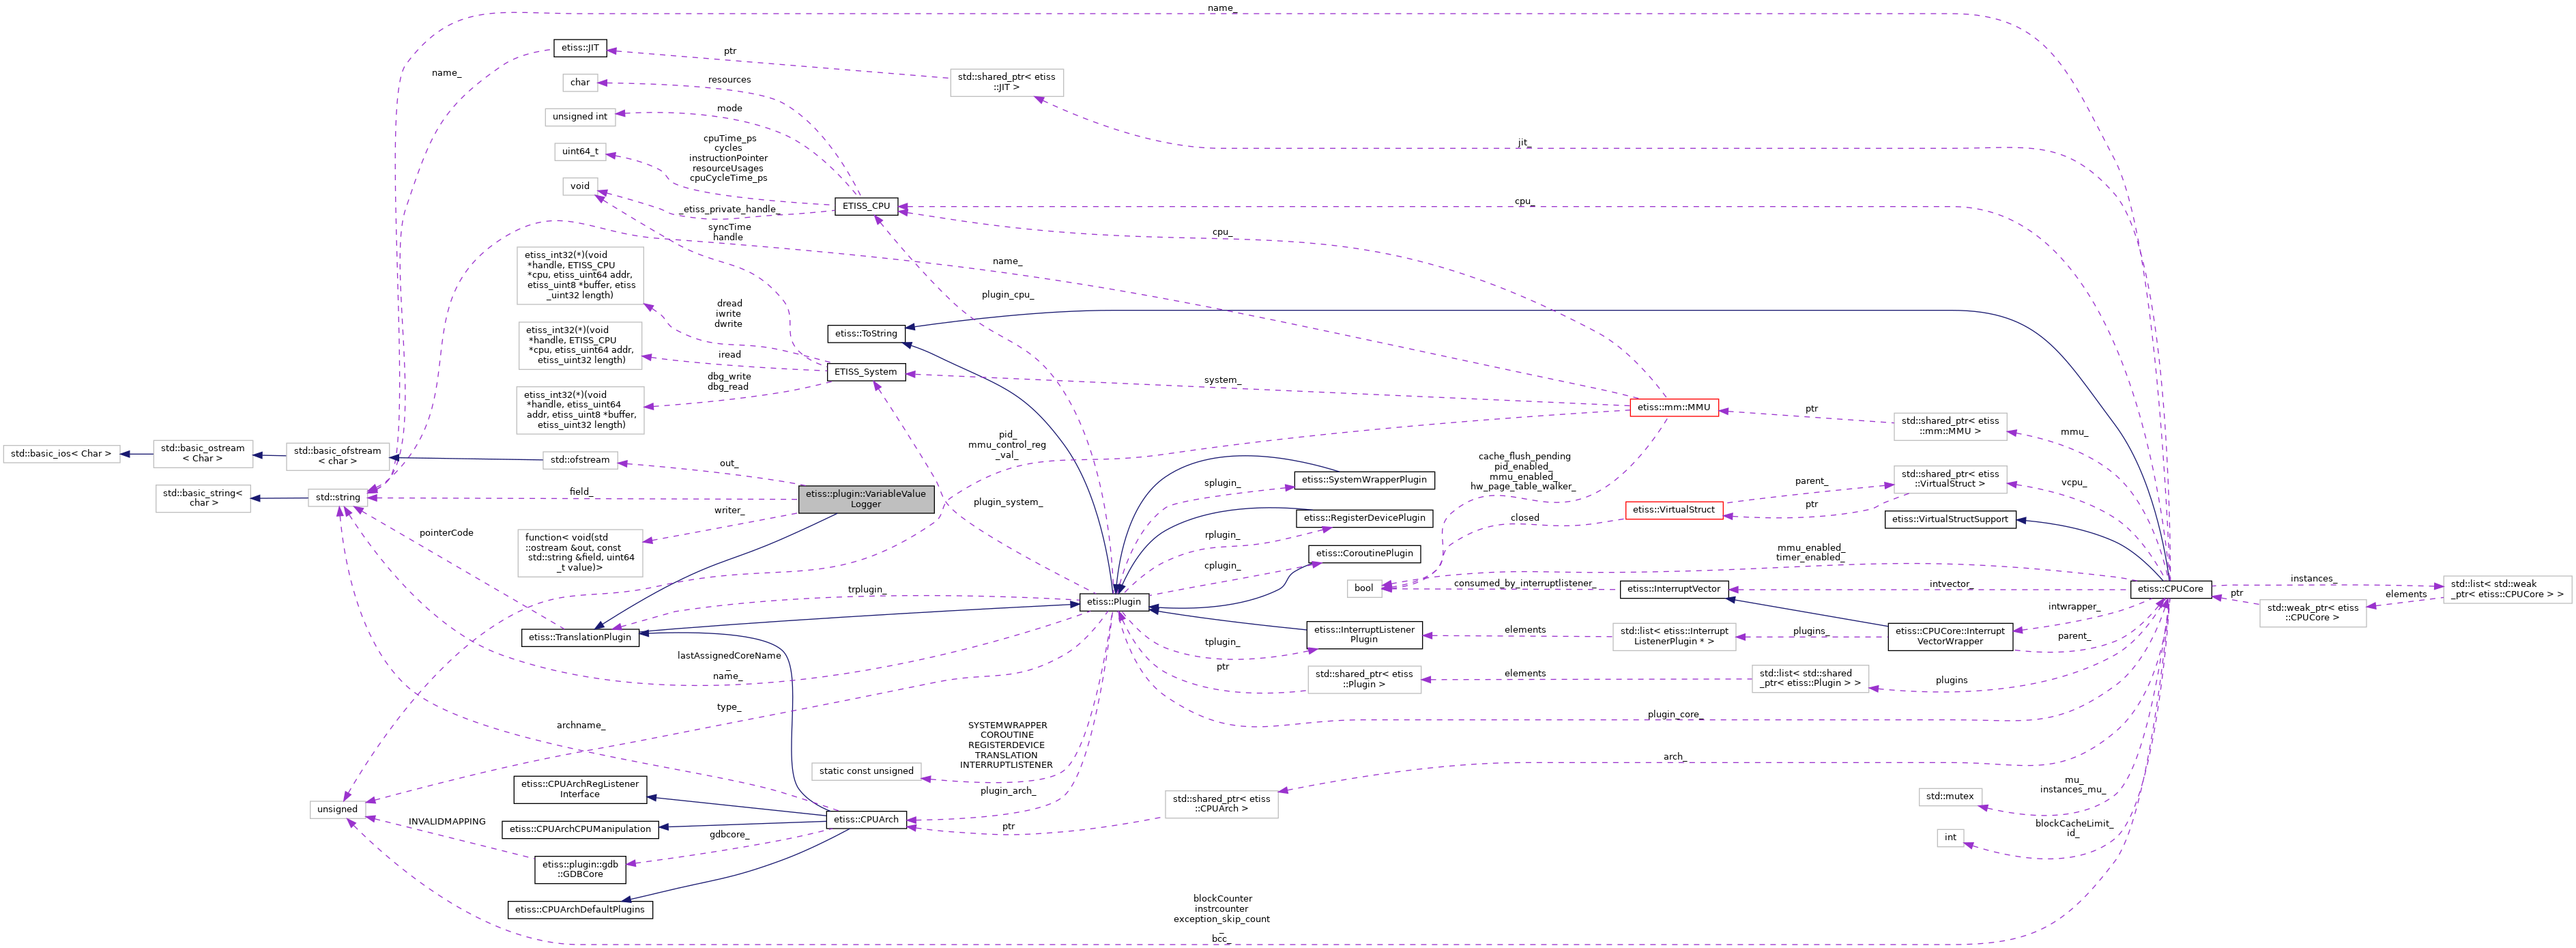 name_
etiss::JIT
name_
ptr
std::shared_ptr< etiss
::JIT >
char
resources
unsigned int
mode
jit_
uint64_t
cpuTime_ps
cycles
instructionPointer
resourceUsages
cpuCycleTime_ps
void
_etiss_private_handle_
ETISS_CPU
cpu_
syncTime
handle
cpu_
etiss_int32(*)(void
*handle, ETISS_CPU
*cpu, etiss_uint64 addr,
etiss_uint8 *buffer, etiss
_uint32 length)
name_
plugin_cpu_
dread
iwrite
dwrite
etiss::ToString
etiss_int32(*)(void
*handle, ETISS_CPU
*cpu, etiss_uint64 addr,
etiss_uint32 length)
iread
ETISS_System
system_
dbg_write
dbg_read
etiss_int32(*)(void
*handle, etiss_uint64
addr, etiss_uint8 *buffer,
etiss_uint32 length)
etiss::mm::MMU
ptr
std::shared_ptr< etiss
::mm::MMU >
mmu_
pid_
mmu_control_reg
_val_
std::basic_ios< Char >
std::basic_ostream
< Char >
std::basic_ofstream
< char >
std::ofstream
out_
cache_flush_pending
pid_enabled_
mmu_enabled_
hw_page_table_walker_
std::basic_string<
char >
std::string
field_
etiss::plugin::VariableValue
Logger
plugin_system_
splugin_
etiss::SystemWrapperPlugin
parent_
ptr
std::shared_ptr< etiss
::VirtualStruct >
vcpu_
etiss::VirtualStruct
closed
etiss::VirtualStructSupport
writer_
pointerCode
function< void(std
::ostream &out, const
std::string &field, uint64
_t value)>
etiss::RegisterDevicePlugin
rplugin_
etiss::CoroutinePlugin
cplugin_
mmu_enabled_
timer_enabled_
bool
consumed_by_interruptlistener_
etiss::InterruptVector
intvector_
etiss::CPUCore
instances_
std::list< std::weak
_ptr< etiss::CPUCore > >
elements
ptr
std::weak_ptr< etiss
::CPUCore >
trplugin_
etiss::Plugin
etiss::TranslationPlugin
tplugin_
etiss::InterruptListener
Plugin
elements
std::list< etiss::Interrupt
ListenerPlugin * >
plugins_
etiss::CPUCore::Interrupt
VectorWrapper
intwrapper_
parent_
lastAssignedCoreName
_
name_
ptr
std::shared_ptr< etiss
::Plugin >
elements
std::list< std::shared
_ptr< etiss::Plugin > >
plugins
type_
plugin_core_
archname_
SYSTEMWRAPPER
COROUTINE
REGISTERDEVICE
TRANSLATION
INTERRUPTLISTENER
static const unsigned
arch_
etiss::CPUArchRegListener
Interface
plugin_arch_
std::shared_ptr< etiss
::CPUArch >
std::mutex
mu_
instances_mu_
unsigned
INVALIDMAPPING
etiss::CPUArchCPUManipulation
etiss::CPUArch
ptr
int
blockCacheLimit_
id_
gdbcore_
etiss::plugin::gdb
::GDBCore
etiss::CPUArchDefaultPlugins
blockCounter
instrcounter
exception_skip_count
_
bcc_